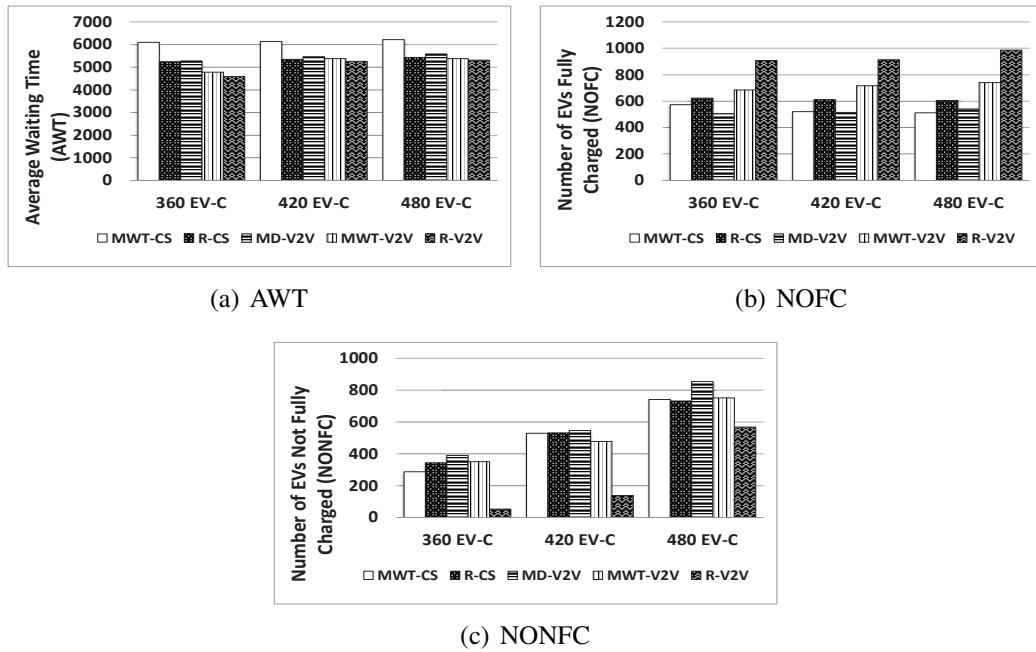 7000
6000
5000
4000
3000
2000
1000
0
Average Waiting Time
(AWT)
360 EV-C 420 EV-C 480 EV-C
MWT-CS R-CS MD-V2V MWT-V2V R-V2V
(a) AWT
1200
1000
800
600
400
200
0
Number of EVs Fully
Charged (NOFC)
360 EV-C 420 EV-C 480 EV-C
MWT-CS R-CS MD-V2V MWT-V2V R-V2V
(b) NOFC
1000
800
600
400
200
0
Number of EVs Not Fully
Charged (NONFC)
360 EV-C 420 EV-C 480 EV-C
MWT-CS R-CS MD-V2V MWT-V2V R-V2V
(c) NONFC